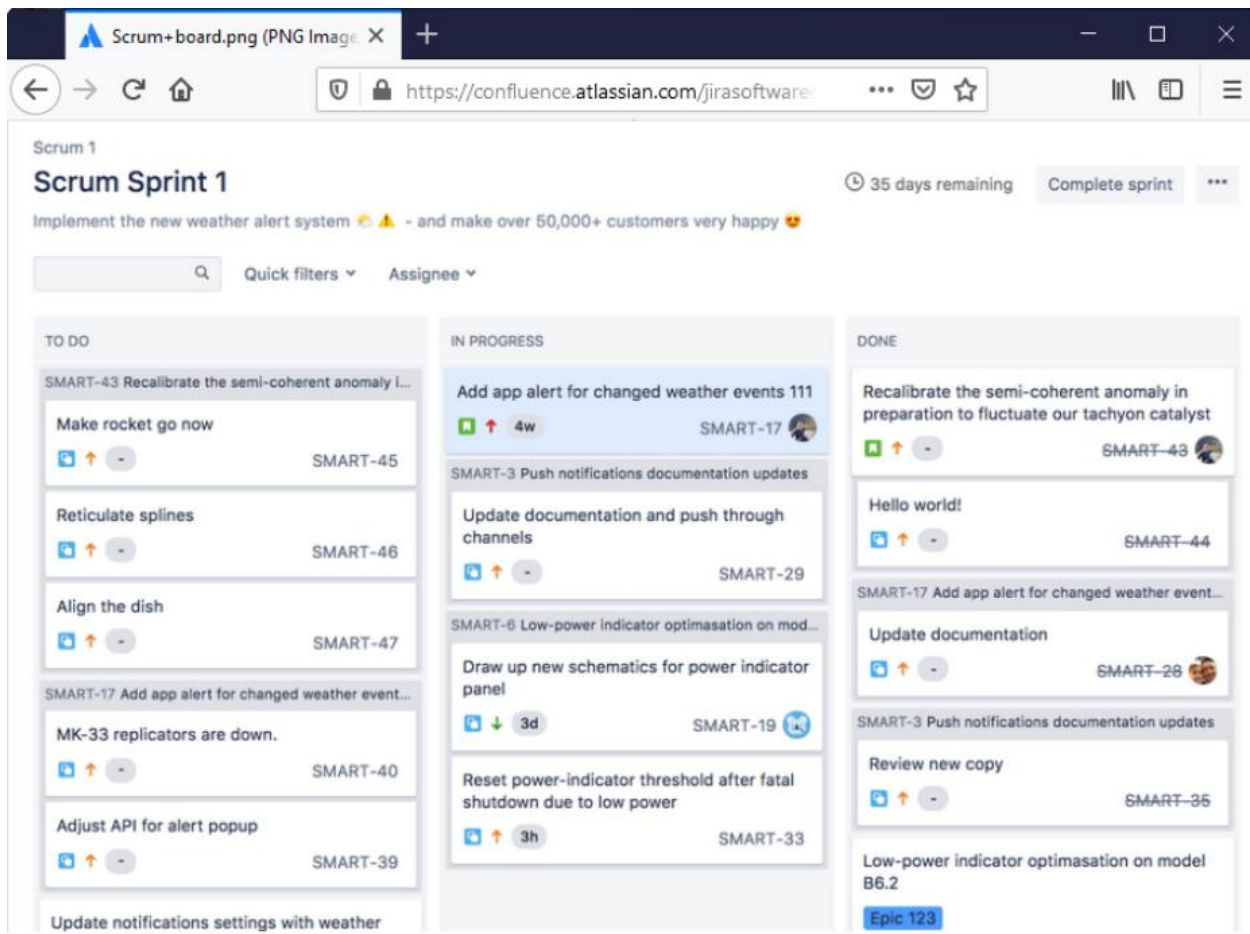 Scrum+board.png (PNG Image
https://confluence.atlassian.com/jirasoftware
Scrum 1
Scrum Sprint 1
35 days remaining
Complete sprint
Implement the new weather alert system - and make over 50,000+ customers very happy
Quick filters
Assignee
TO DO
SMART-43 Recalibrate the semi-coherent anomaly i...
Make rocket go now
-
SMART-45
Reticulate splines
-
SMART-46
Align the dish
-
SMART-47
SMART-17 Add app alert for changed weather event...
MK-33 replicators are down.
-
SMART-40
Adjust API for alert popup
-
SMART-39
Update notifications settings with weather
IN PROGRESS
Add app alert for changed weather events 111
4w
SMART-17
SMART-3 Push notifications documentation updates
Update documentation and push through
channels
-
SMART-29
SMART-6 Low-power indicator optimasation on mod...
Draw up new schematics for power indicator
panel
3d
SMART-19
Reset power-indicator threshold after fatal
shutdown due to low power
3h
SMART-33
DONE
Recalibrate the semi-coherent anomaly in
preparation to fluctuate our tachyon catalyst
-
SMART-43
Hello world!
-
SMART-44
SMART-17 Add app alert for changed weather event...
Update documentation
-
SMART-28
SMART-3 Push notifications documentation updates
Review new copy
-
SMART-35
Low-power indicator optimasation on model
B6.2
Epic 123